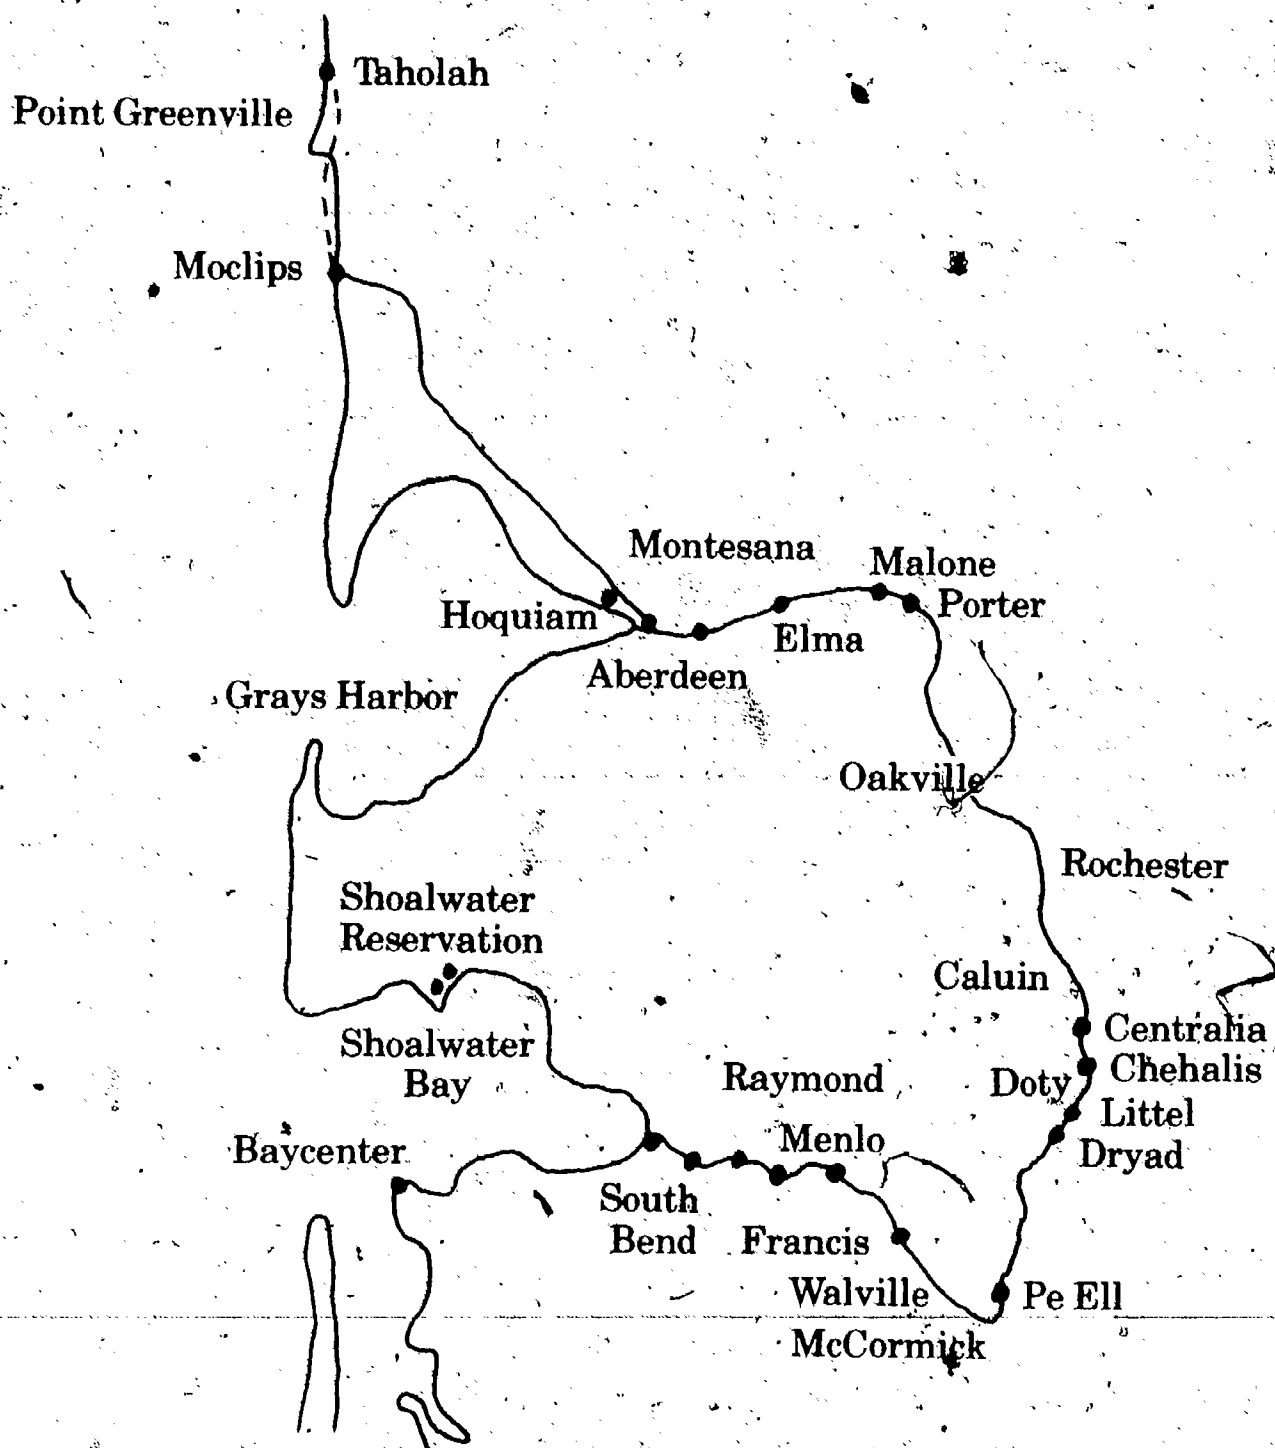 Taholah
Point Greenville
Moclips
Montesana
Malone
Hoquiam
Porter
Elma
Aberdeen
Grays Harbor
Oakville
Rochester
Shoalwater
Reservation
Caluin
Centralia
Shoalwater
Bay
Raymond
Doty
Chehalis
Littel
Menlo
Baycenter
Dryad
South
Bend
Francis
Walville
Pe Ell
McCormick